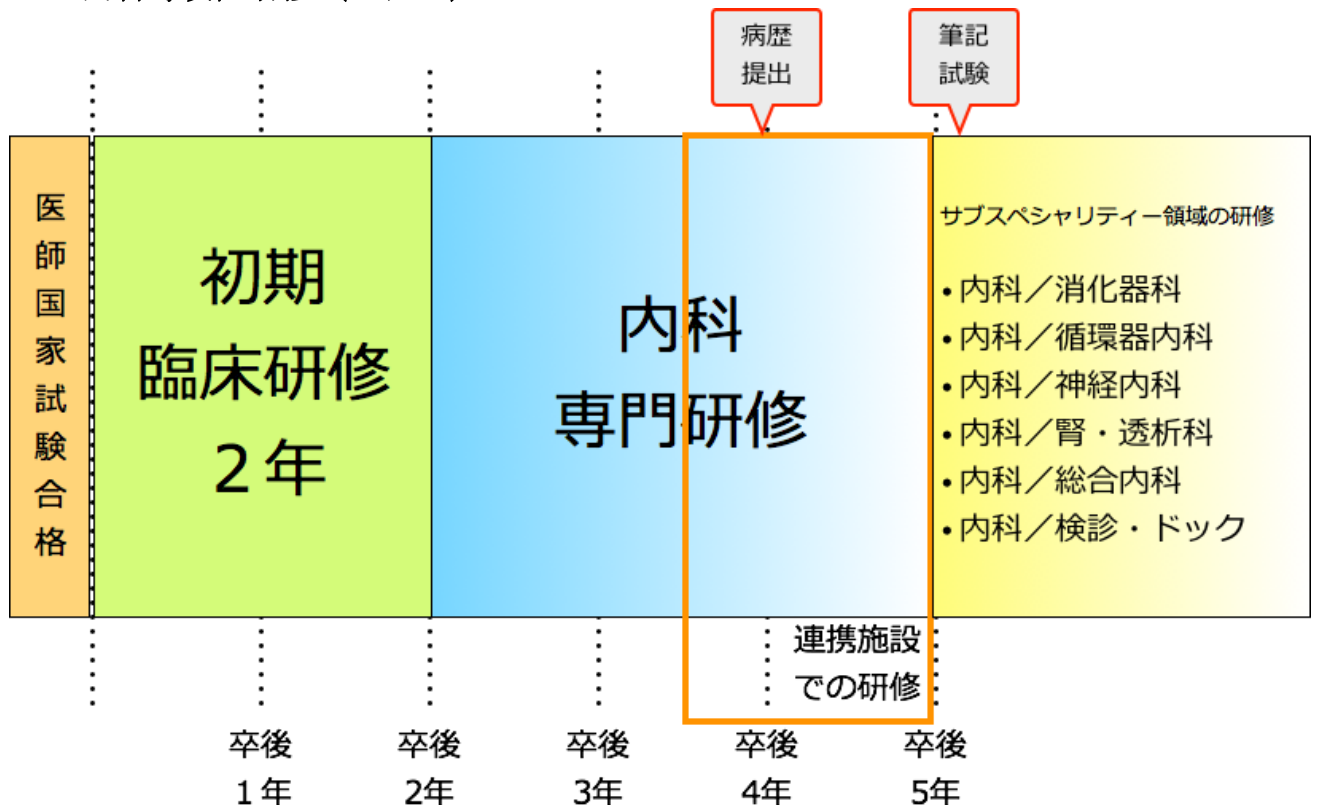 病歴
提出
筆記
試験
医師国家試験合格
初期
臨床研修
２年
内科
専門研修
サブスペシャリティー領域の研修
• 内科／消化器科
• 内科／循環器内科
• 内科／神経内科
• 内科／腎・透析科
• 内科／総合内科
• 内科／検診・ドック
連携施設
での研修
卒後
１年
卒後
2年
卒後
3年
卒後
4年
卒後
5年